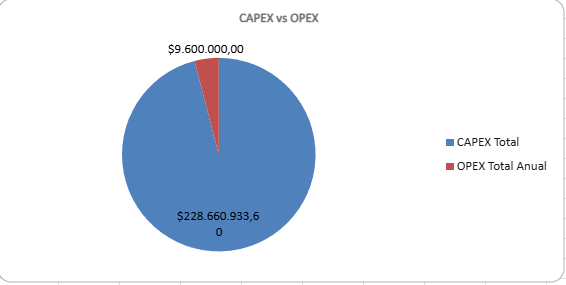 CAPEX vs OPEX
$9.600.000,00
$228.660.933,6
0
CAPEX Total
OPEX Total Anual